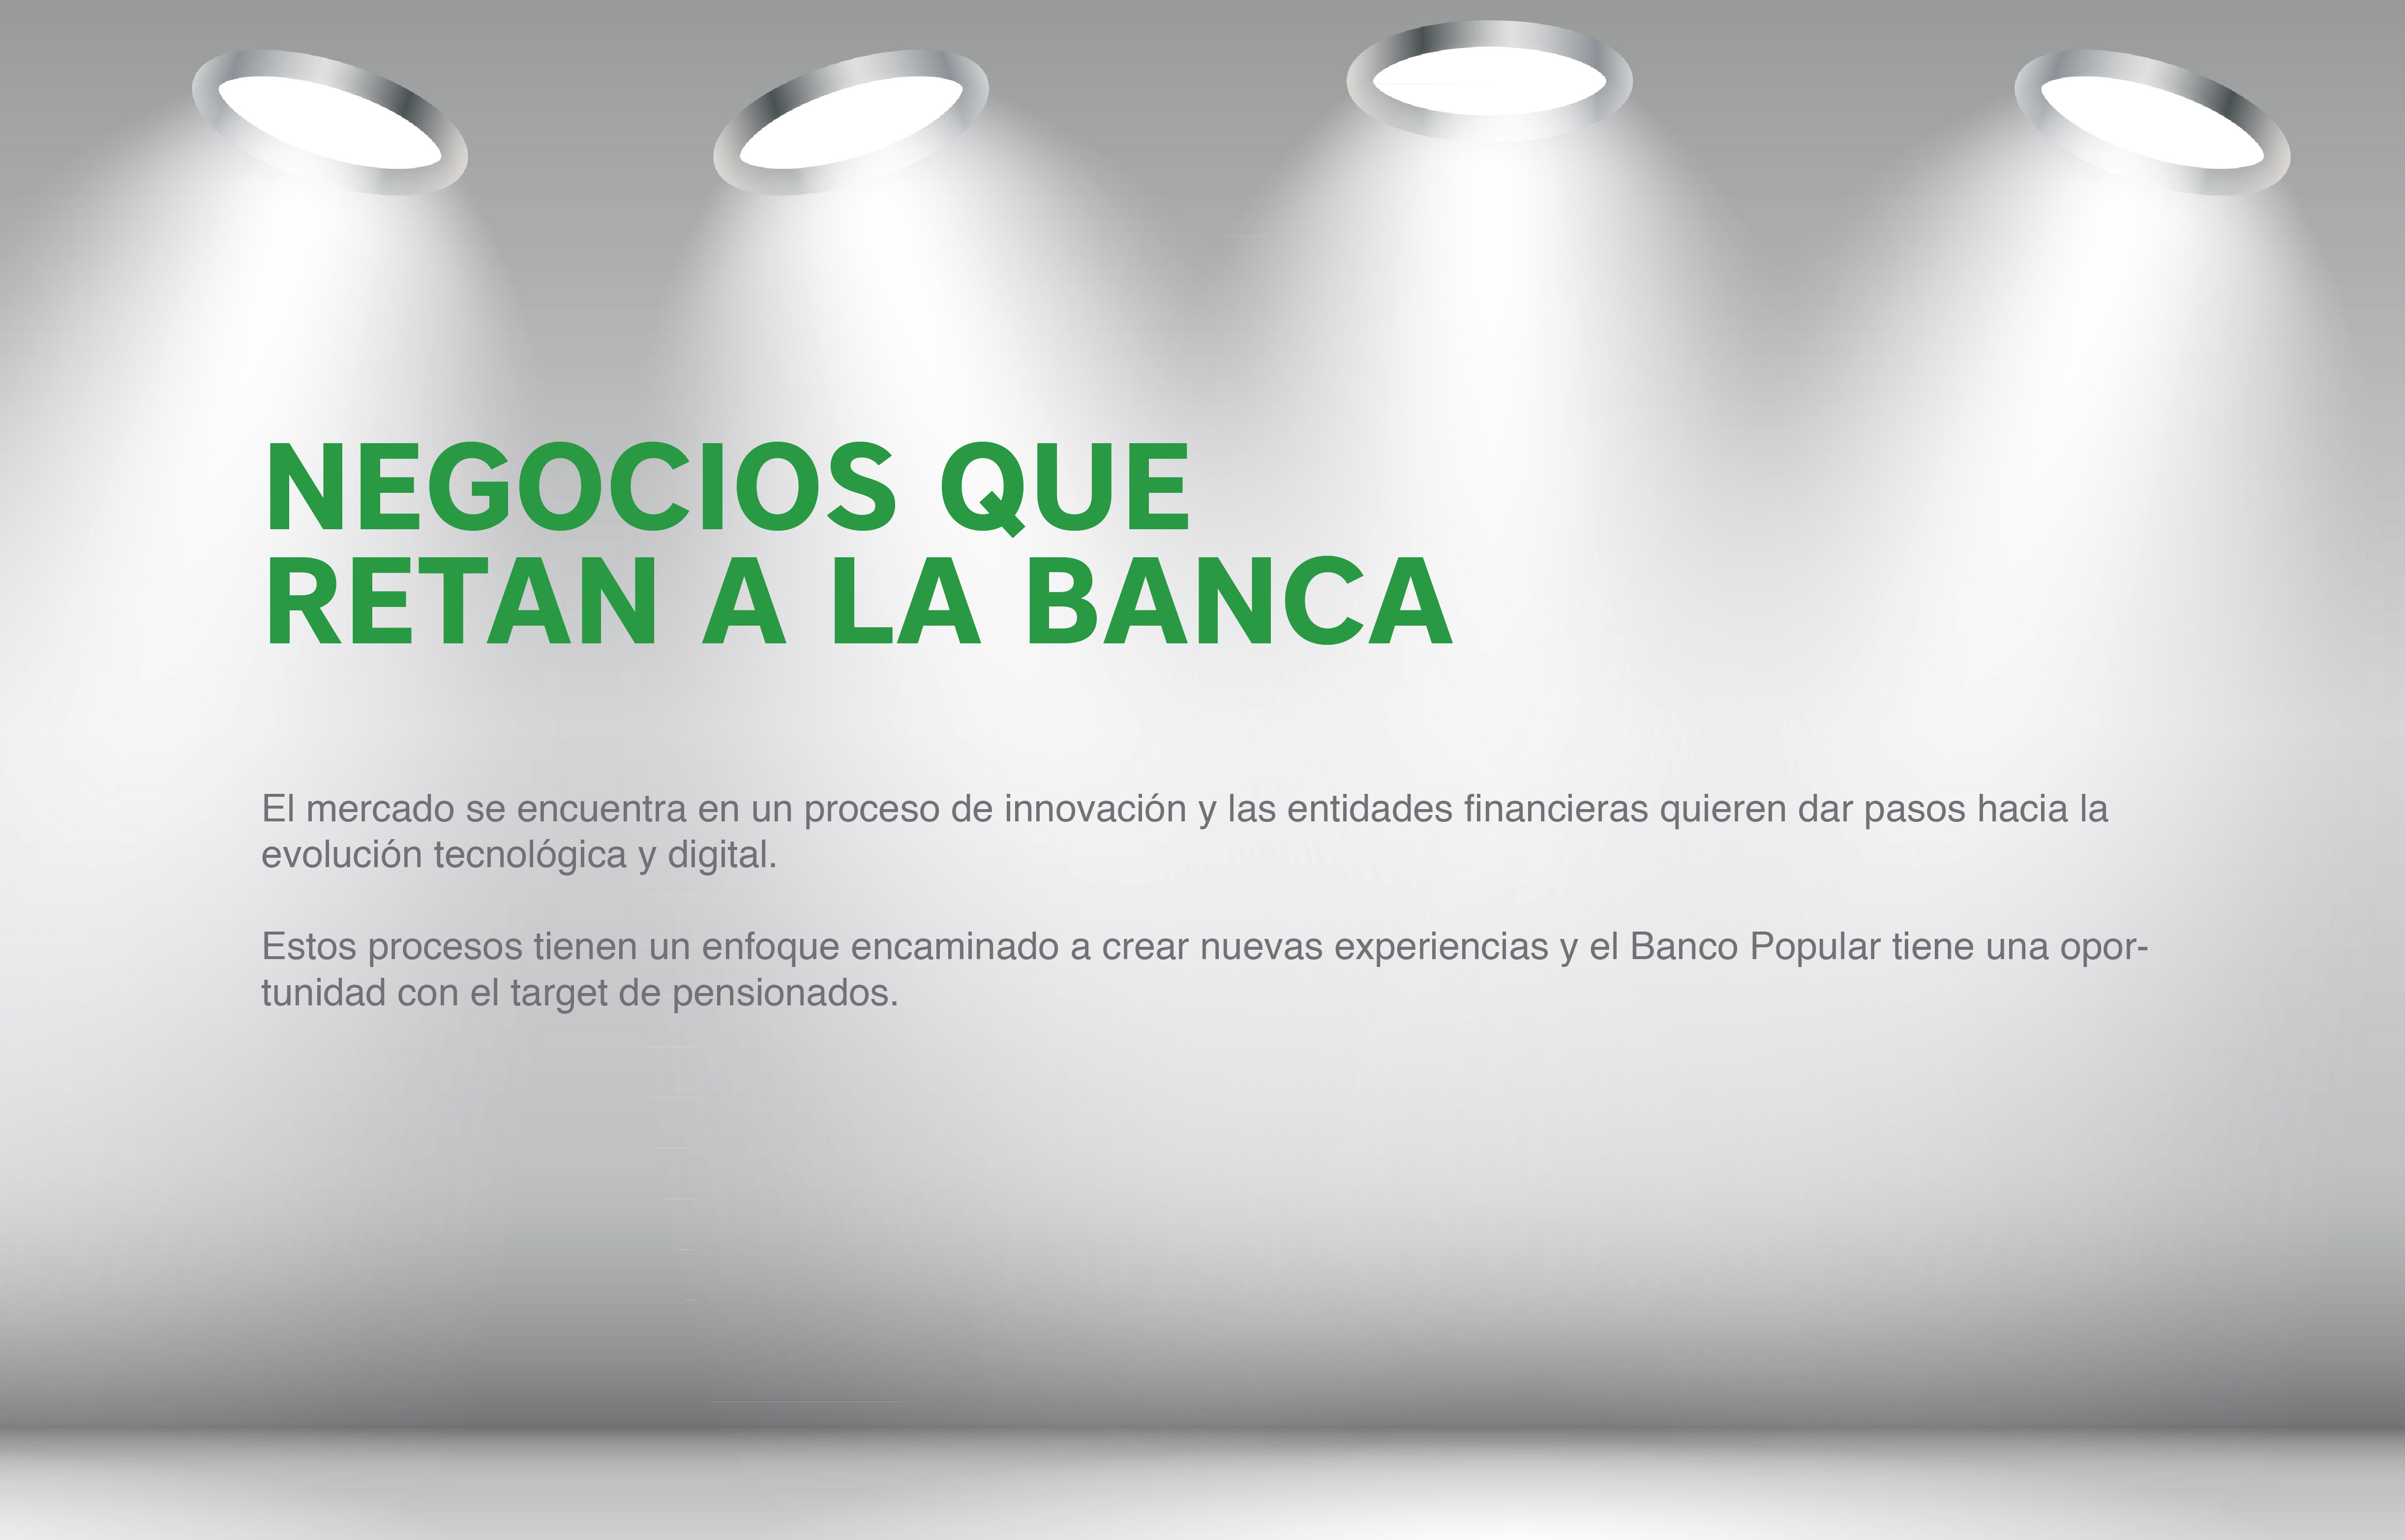 NEGOCIOS QUE
RETAN A LA BANCA
El mercado se encuentra en un proceso de innovación y las entidades financieras quieren dar pasos hacia la
evolución tecnológica y digital.
Estos procesos tienen un enfoque encaminado a crear nuevas experiencias y el Banco Popular tiene una opor-
tunidad con el target de pensionados.